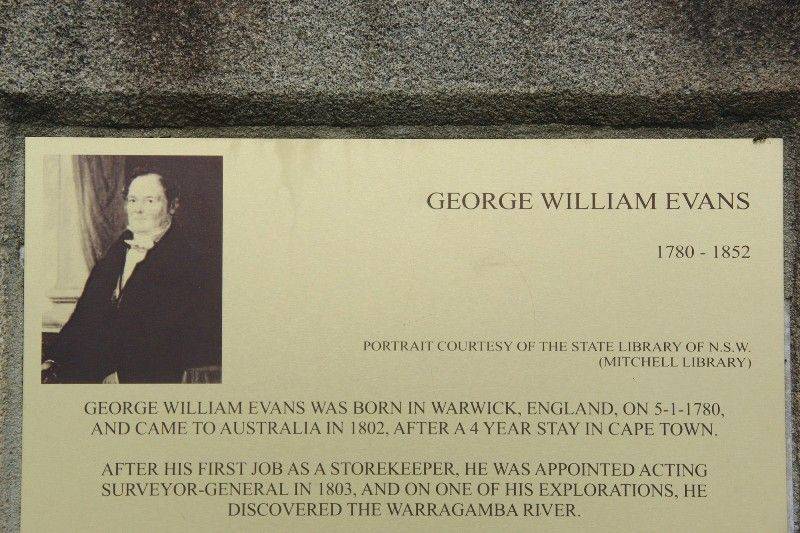 GEORGE WILLIAM EVANS
1780 - 1852
PORTRAIT COURTESY OF THE STATE LIBRARY OF N.S.W.
(MITCHELL LIBRARY)
GEORGE WILLIAM EVANS WAS BORN IN WARWICK, ENGLAND, ON 5-1-1780,
AND CAME TO AUSTRALIA IN 1802, AFTER A 4 YEAR STAY IN CAPE TOWN.
AFTER HIS FIRST JOB AS A STOREKEEPER, HE WAS APPOINTED ACTING
SURVEYOR-GENERAL IN 1803, AND ON ONE OF HIS EXPLORATIONS, HE
DISCOVERED THE WARRAGAMBA RIVER.